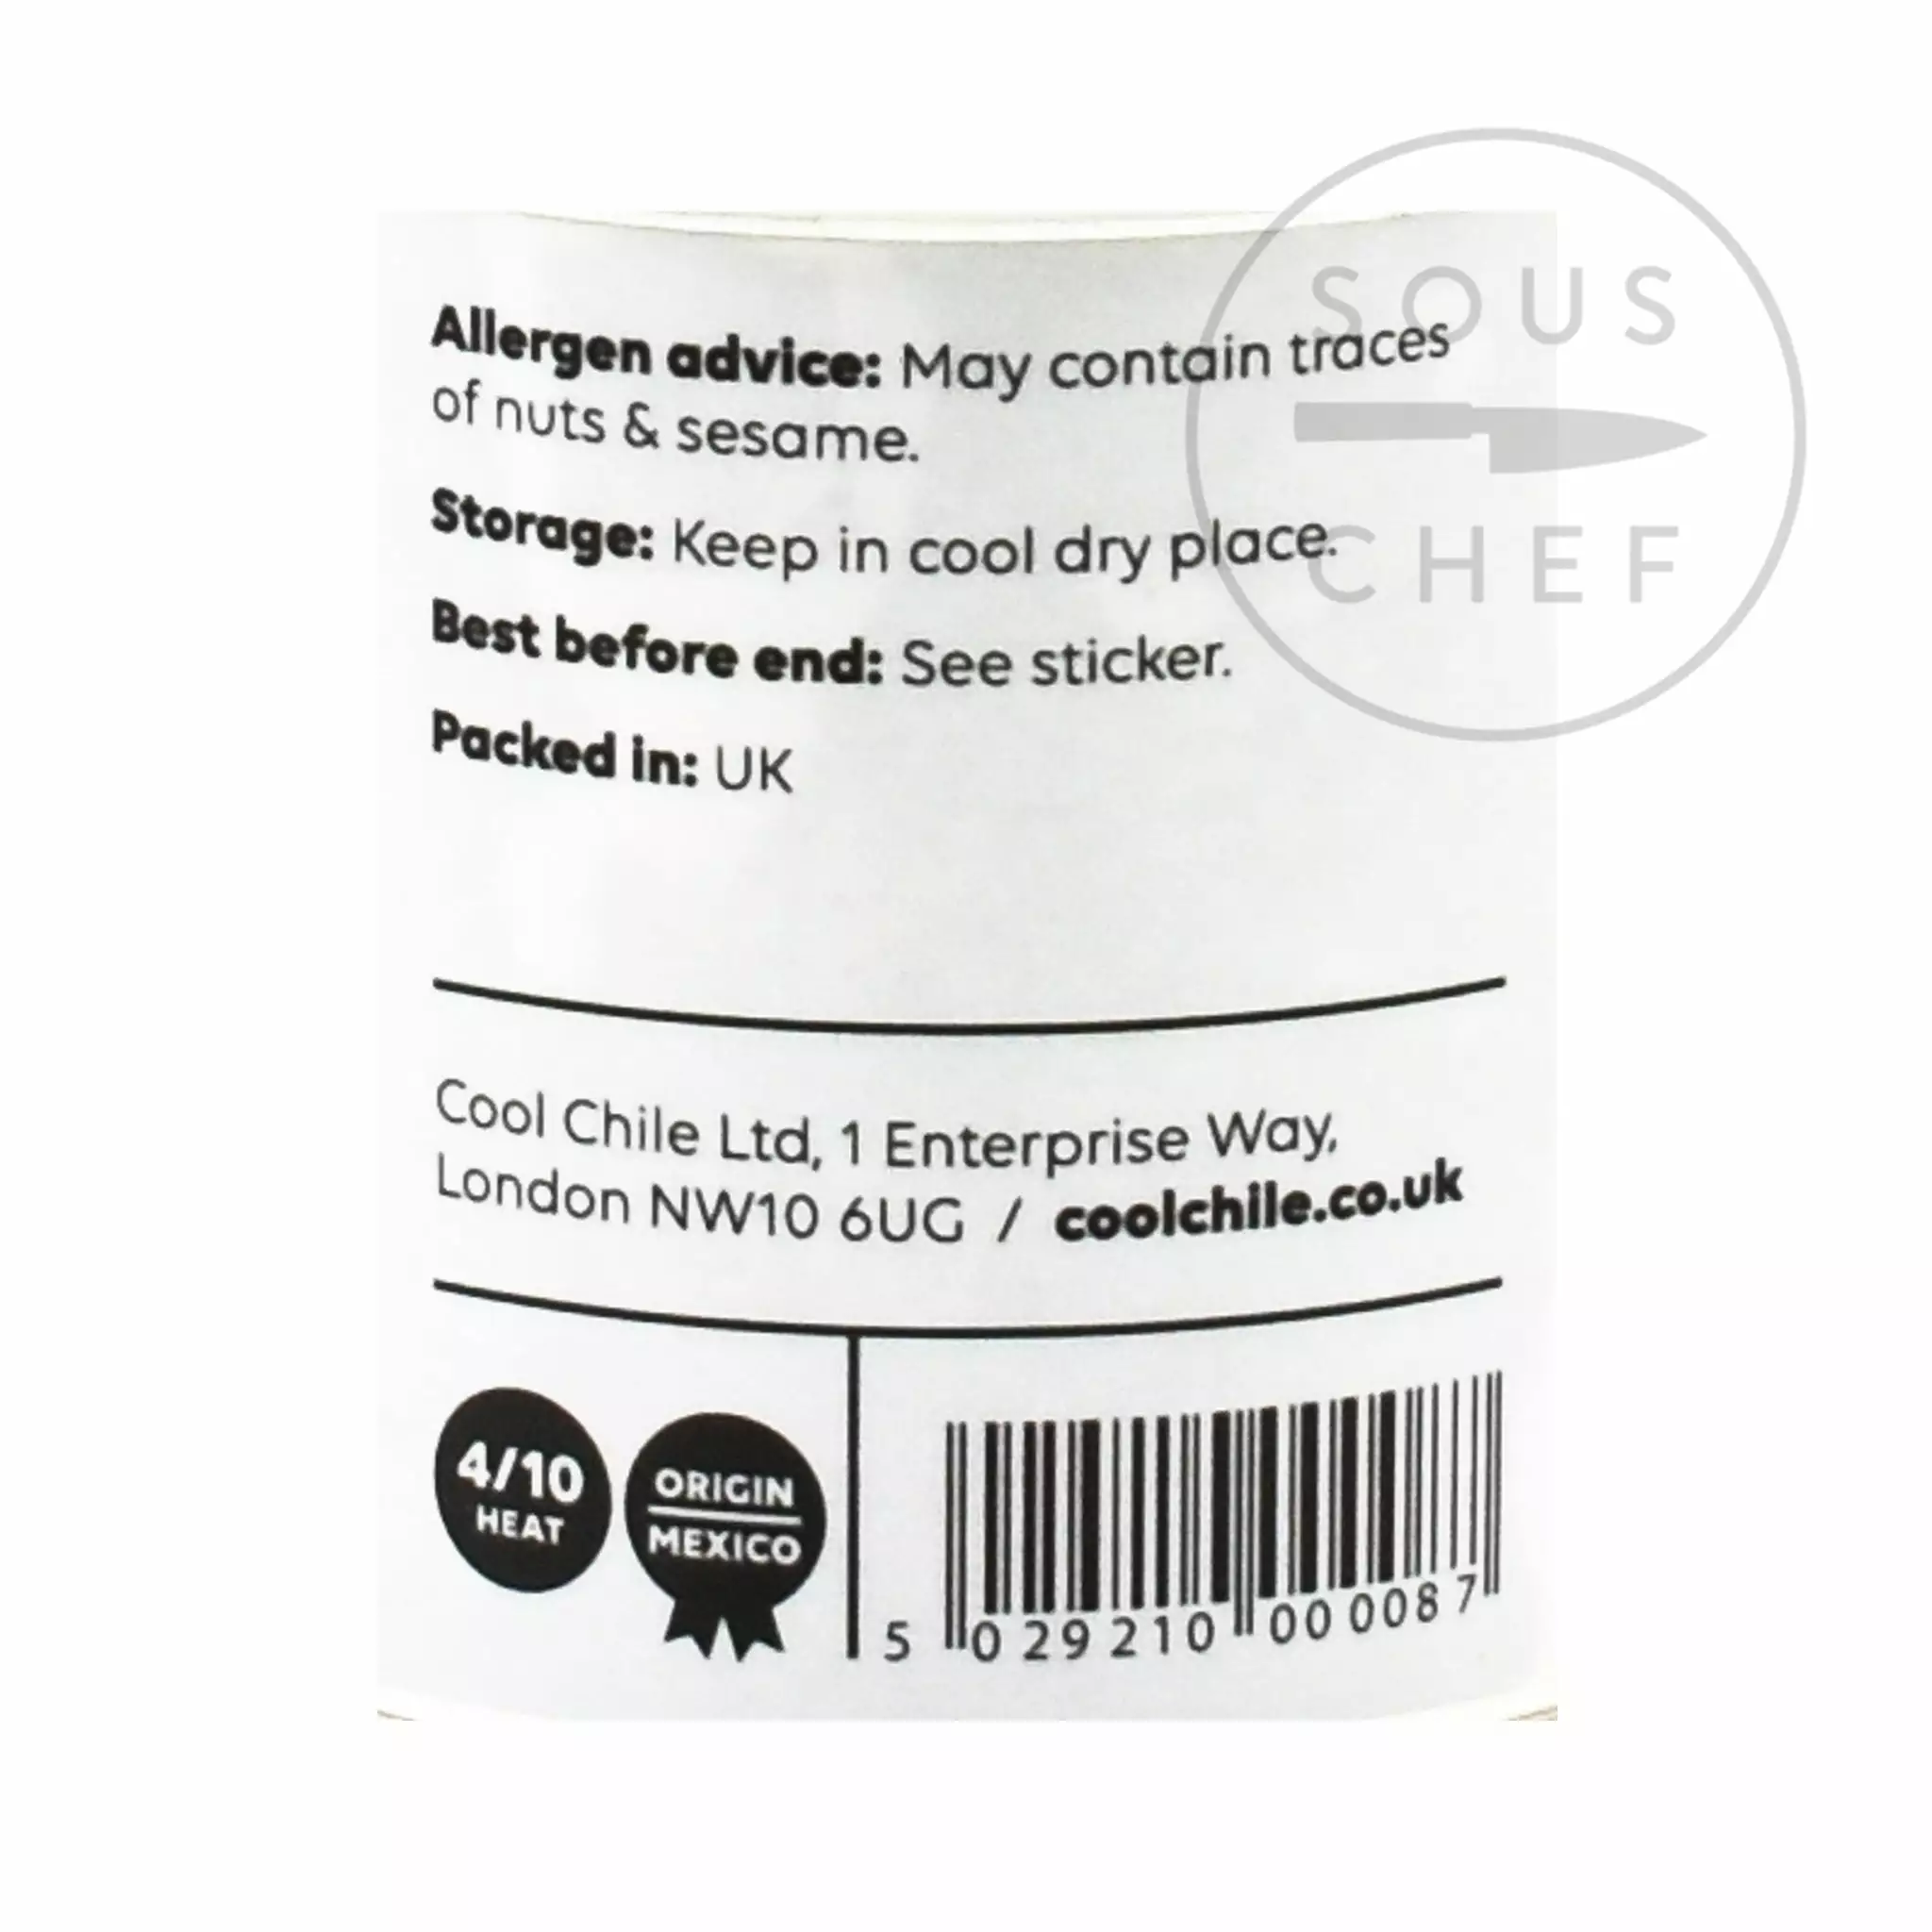 SOUS
CHEF
Allergen advice: May contain traces
of nuts & sesame.
Storage: Keep in cool dry place.
Best before end: See sticker.
Packed in: UK
Cool Chile Ltd, 1 Enterprise Way,
London NW10 6UG / coolchile.co.uk
4/10
HEAT
ORIGIN
MEXICO
5 029210 000087